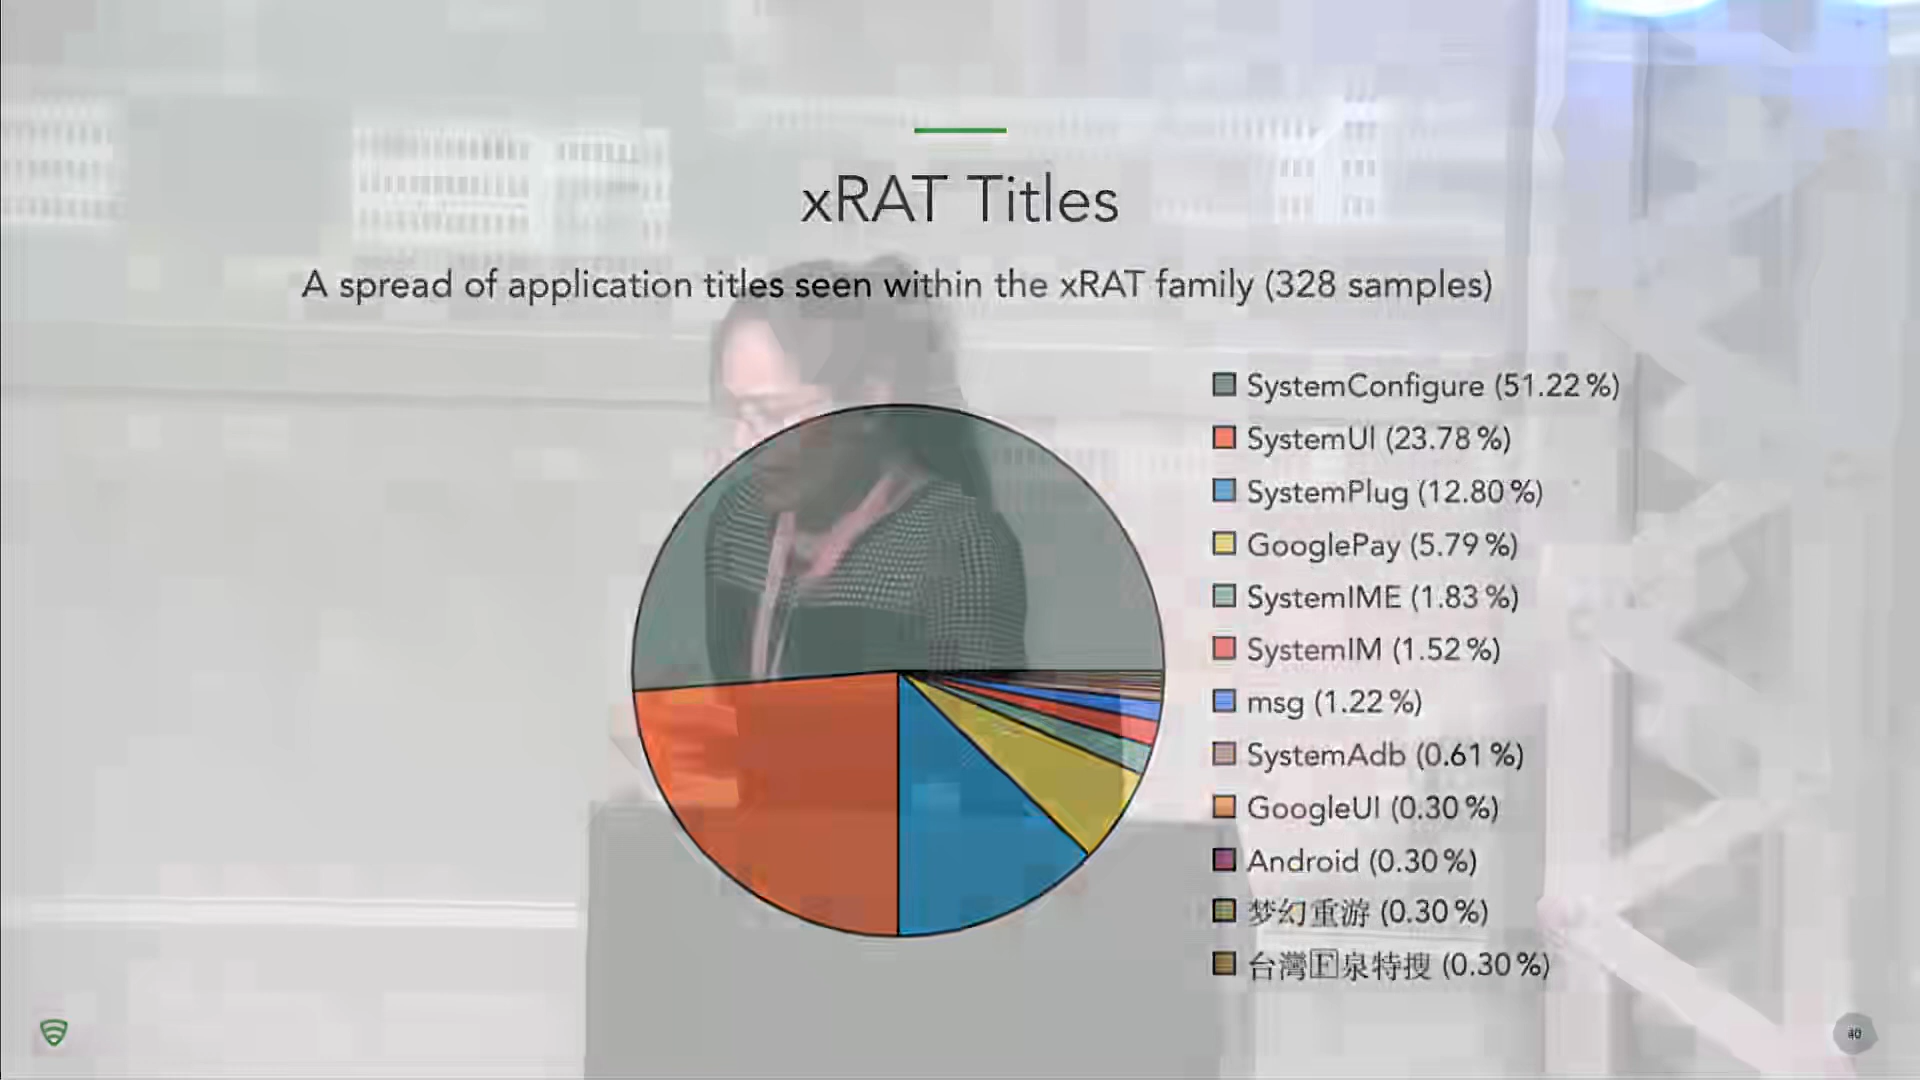 xRAT Titles
A spread of application titles seen within the xRAT family (328 samples)
SystemConfigure (51.22%)
SystemUI (23.78%)
SystemPlug (12.80%)
GooglePay (5.79%)
SystemIME (1.83%)
SystemIM (1.52%)
msg (1.22%)
SystemAdb (0.61%)
GoogleUI (0.30%)
Android (0.30%)
梦幻重游 (0.30%)
台灣🄵泉特搜 (0.30%)
40